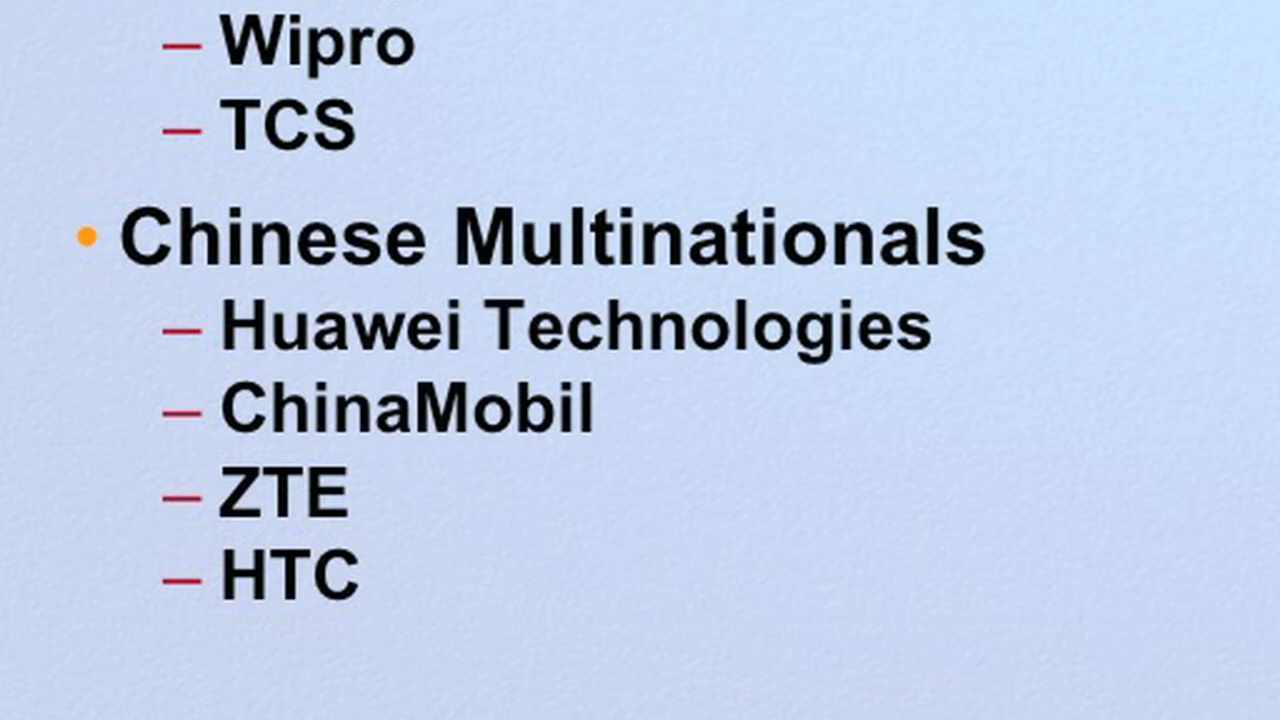 – Wipro
– TCS
• Chinese Multinationals
– Huawei Technologies
– ChinaMobil
– ZTE
– HTC